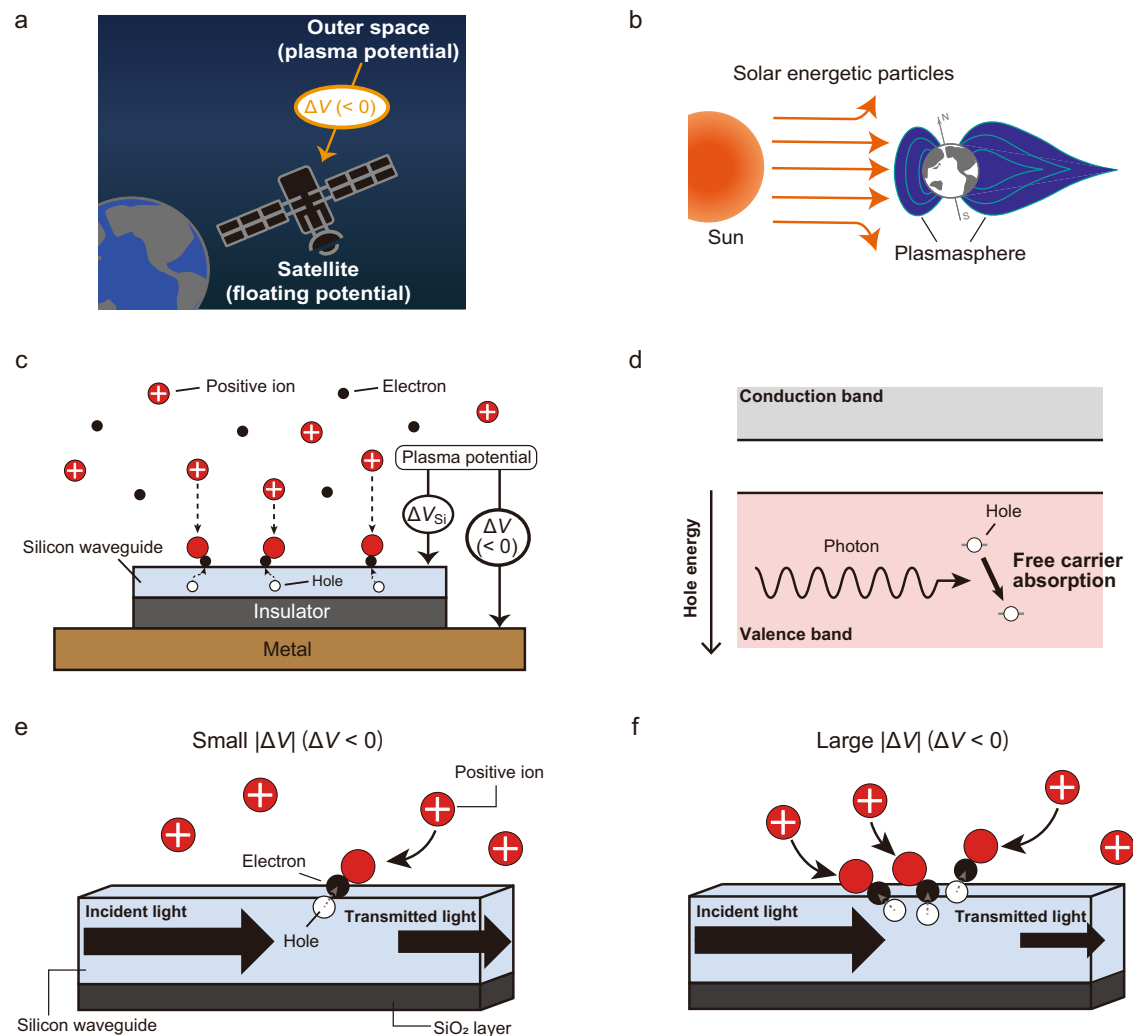 a
Outer space
(plasma potential)
ΔV (< 0)
Satellite
(floating potential)
b
Solar energetic particles
N
S
Sun
Plasmasphere
c
Positive ion
Electron
Plasma potential
ΔVSi
ΔV
(< 0)
Silicon waveguide
Hole
Insulator
Metal
d
Conduction band
Hole energy
Hole
Photon
Free carrier
absorption
Valence band
e
Small |ΔV| (ΔV < 0)
Positive ion
Electron
Incident light
Transmitted light
Hole
Silicon waveguide
SiO₂ layer
f
Large |ΔV| (ΔV < 0)
Incident light
Transmitted light